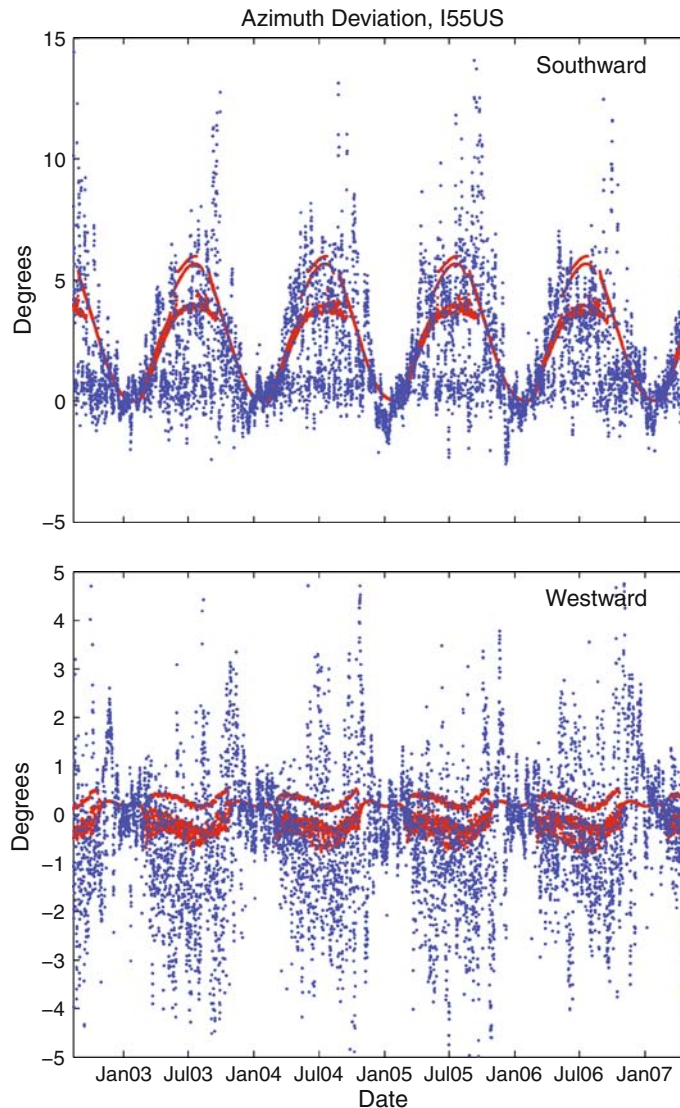 Azimuth Deviation, I55US
15
Southward
10
Degrees
5
0
−5
5
Westward
4
3
2
1
Degrees
0
−1
−2
−3
−4
−5
Jan03 Jul03 Jan04 Jul04 Jan05 Jul05 Jan06 Jul06 Jan07
Date